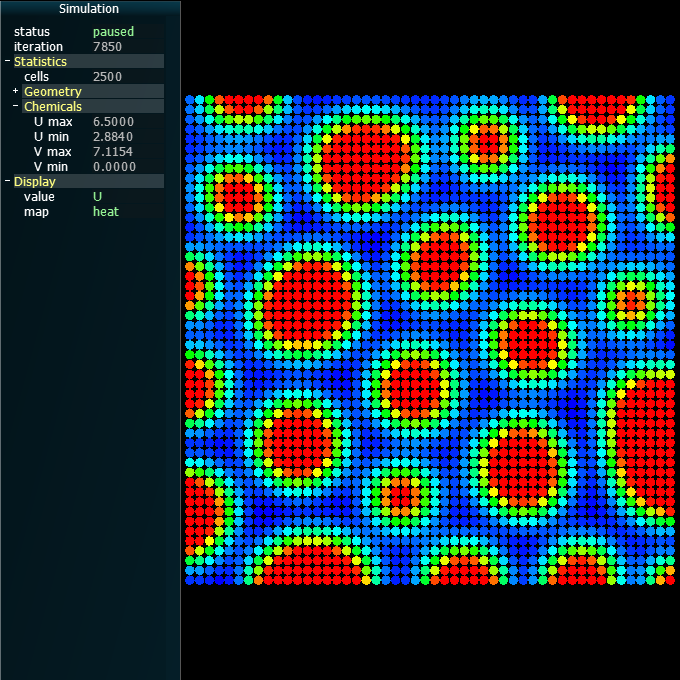 Simulation
status paused
iteration 7850
- Statistics
cells 2500
+ Geometry
- Chemicals
U max 6.5000
U min 2.8840
V max 7.1154
V min 0.0000
- Display
value U
map heat